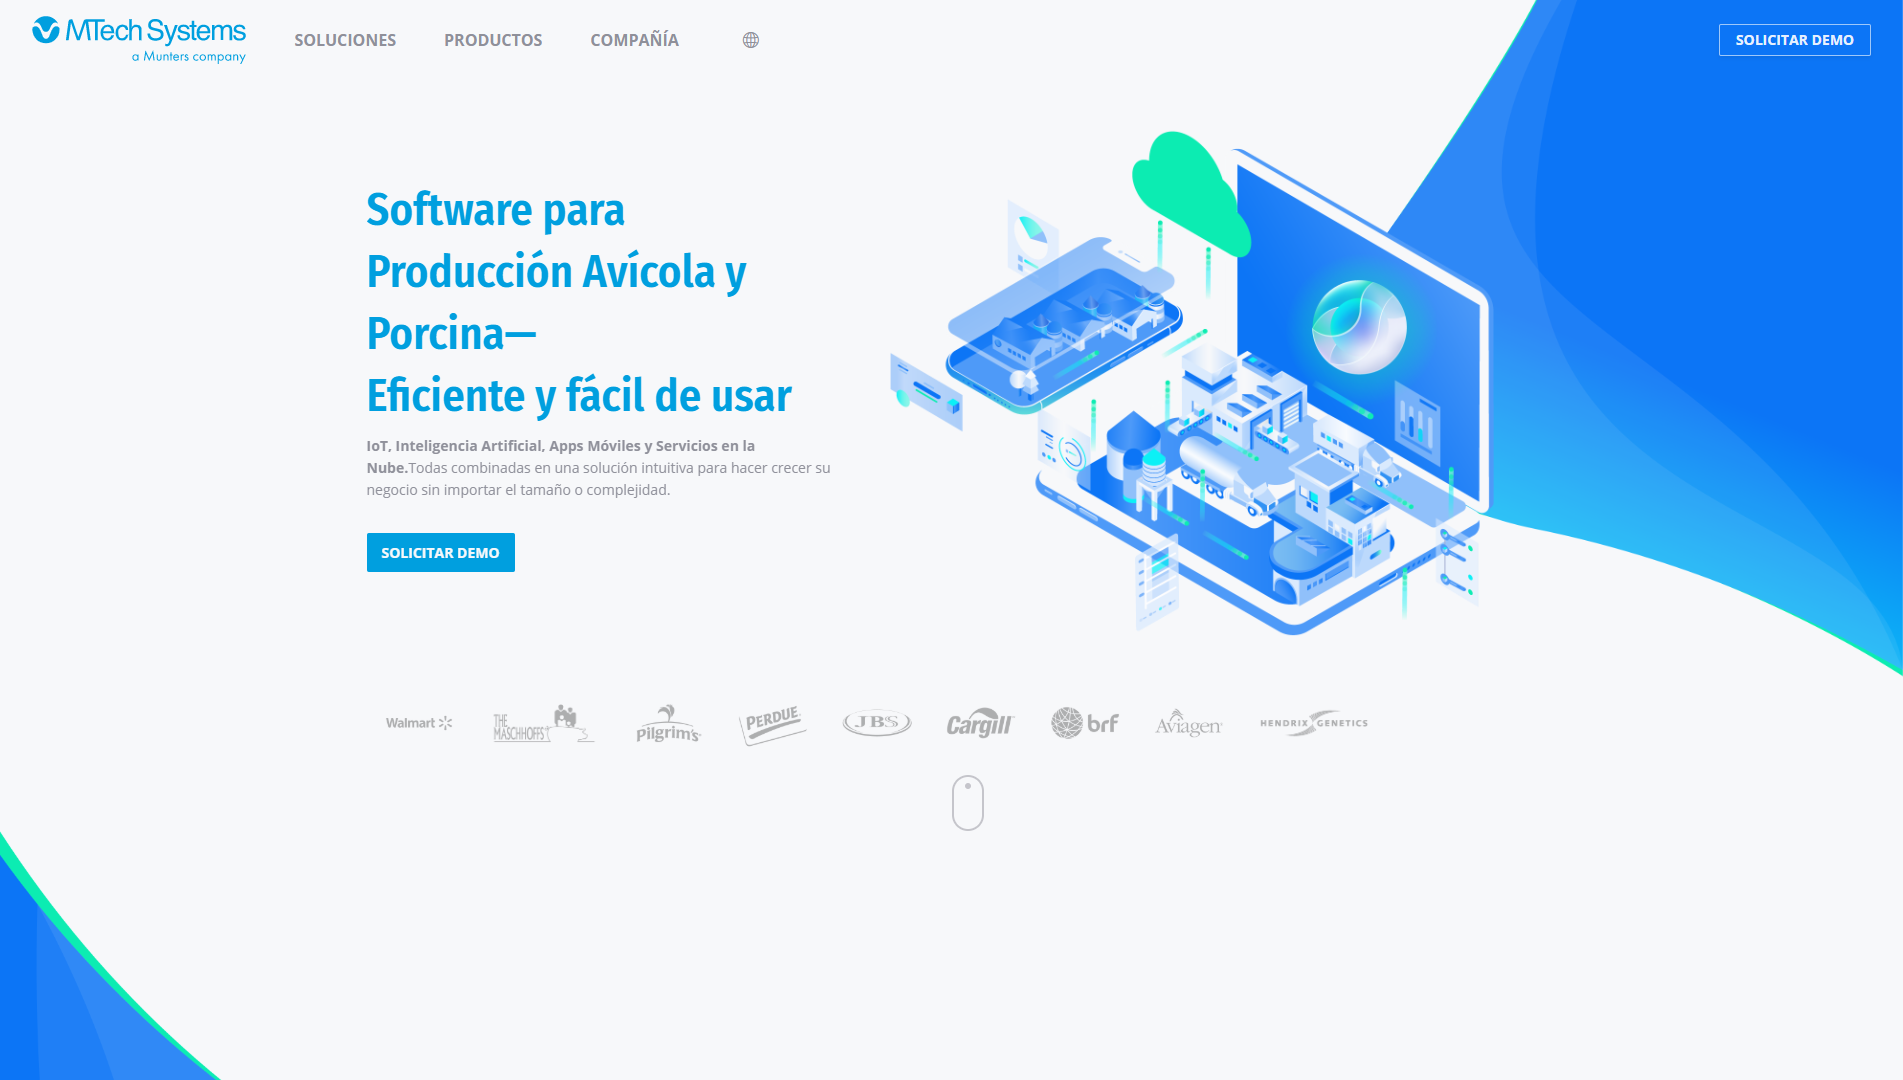 MTech Systems
a Munters company
SOLUCIONES
PRODUCTOS
COMPAÑÍA
SOLICITAR DEMO
Software para
Producción Avícola y
Porcina—
Eficiente y fácil de usar
IoT, Inteligencia Artificial, Apps Móviles y Servicios en la
Nube.Todas combinadas en una solución intuitiva para hacer crecer su
negocio sin importar el tamaño o complejidad.
SOLICITAR DEMO
Walmart
THE
MASCHHOFFS
Pilgrim's
PERDUE
JBS
Cargill
brf
Aviagen
HENDRIX GENETICS